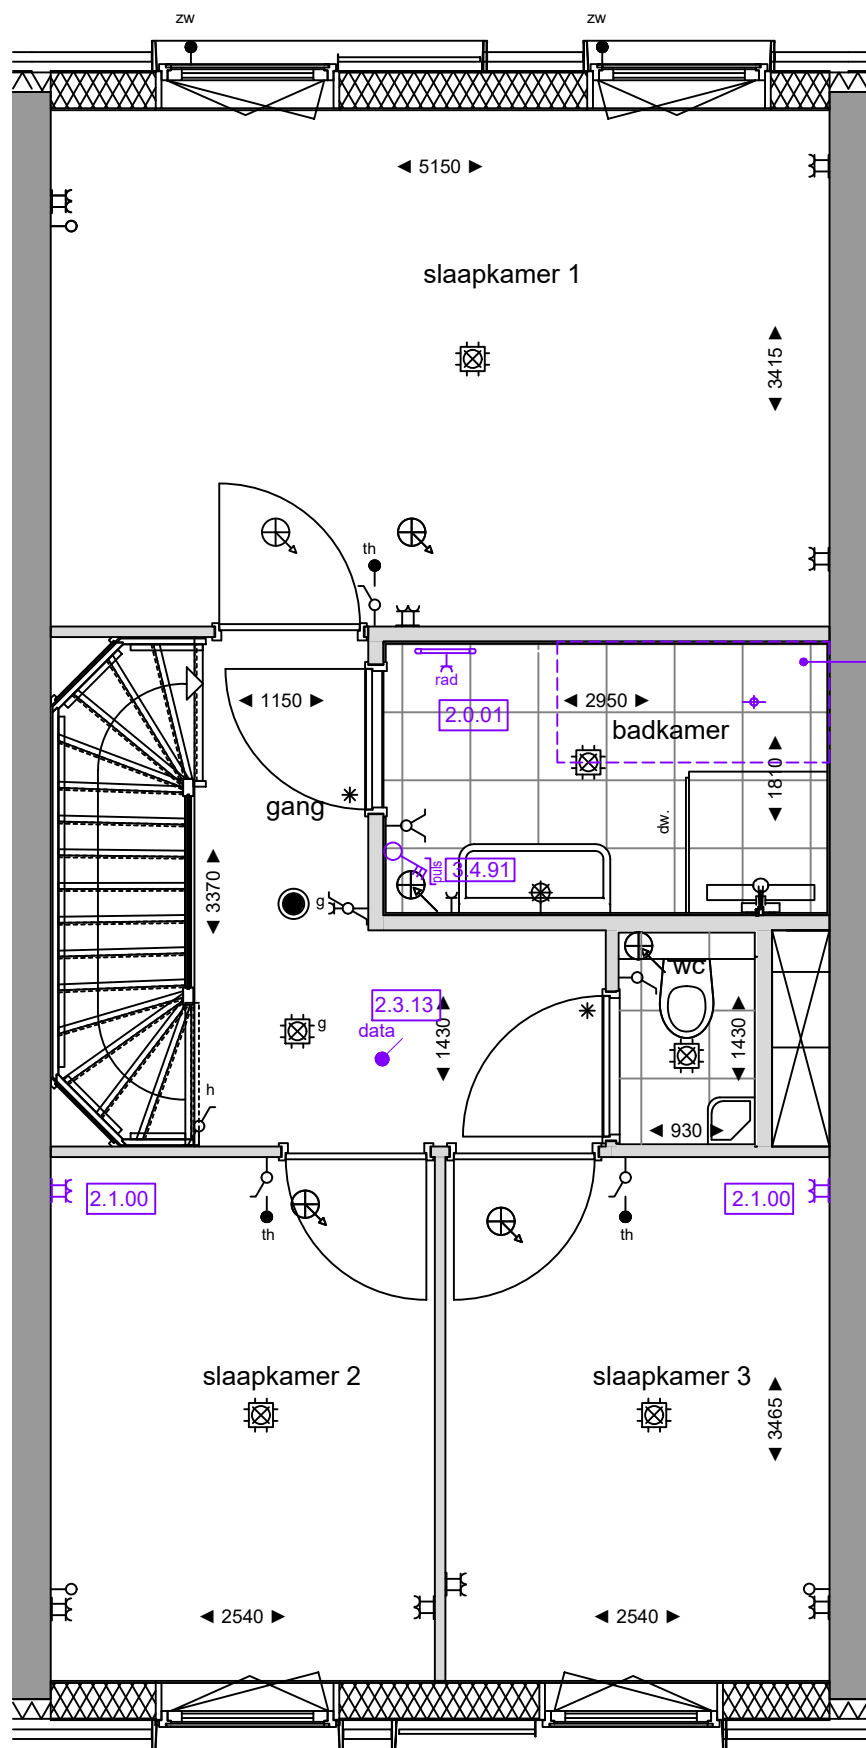 zw
zw
5150
slaapkamer 1
3415
th
rad
1150
2.0.01
2950
badkamer
1810
gang
dw.
puls
3.4.91
3370
g
wc
2.3.13
data
g
1430
1430
h
930
2.1.00
2.1.00
th
th
slaapkamer 2
slaapkamer 3
3465
2540
2540